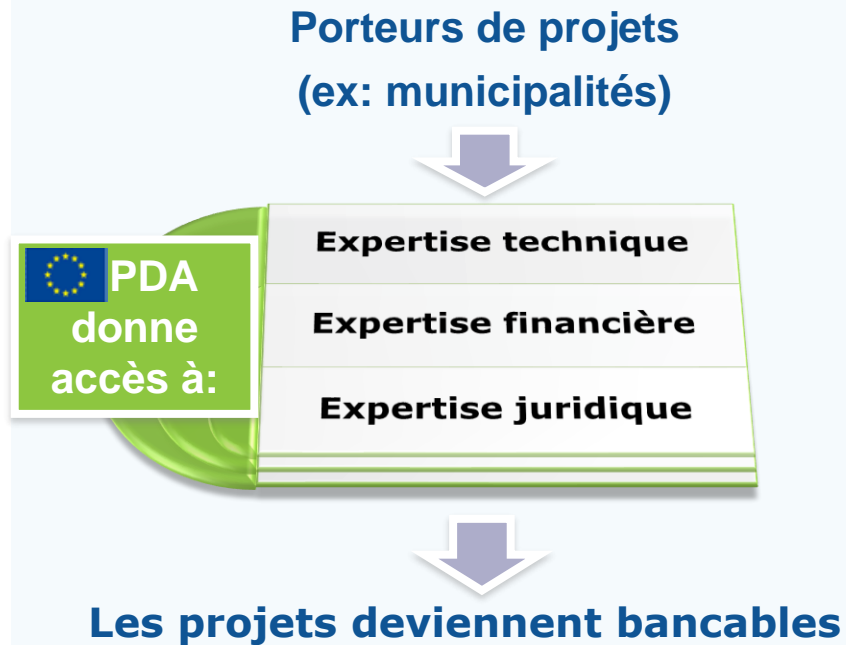 Porteurs de projets
(ex: municipalités)
PDA
donne
accès à:
Expertise technique
Expertise financière
Expertise juridique
Les projets deviennent bancables